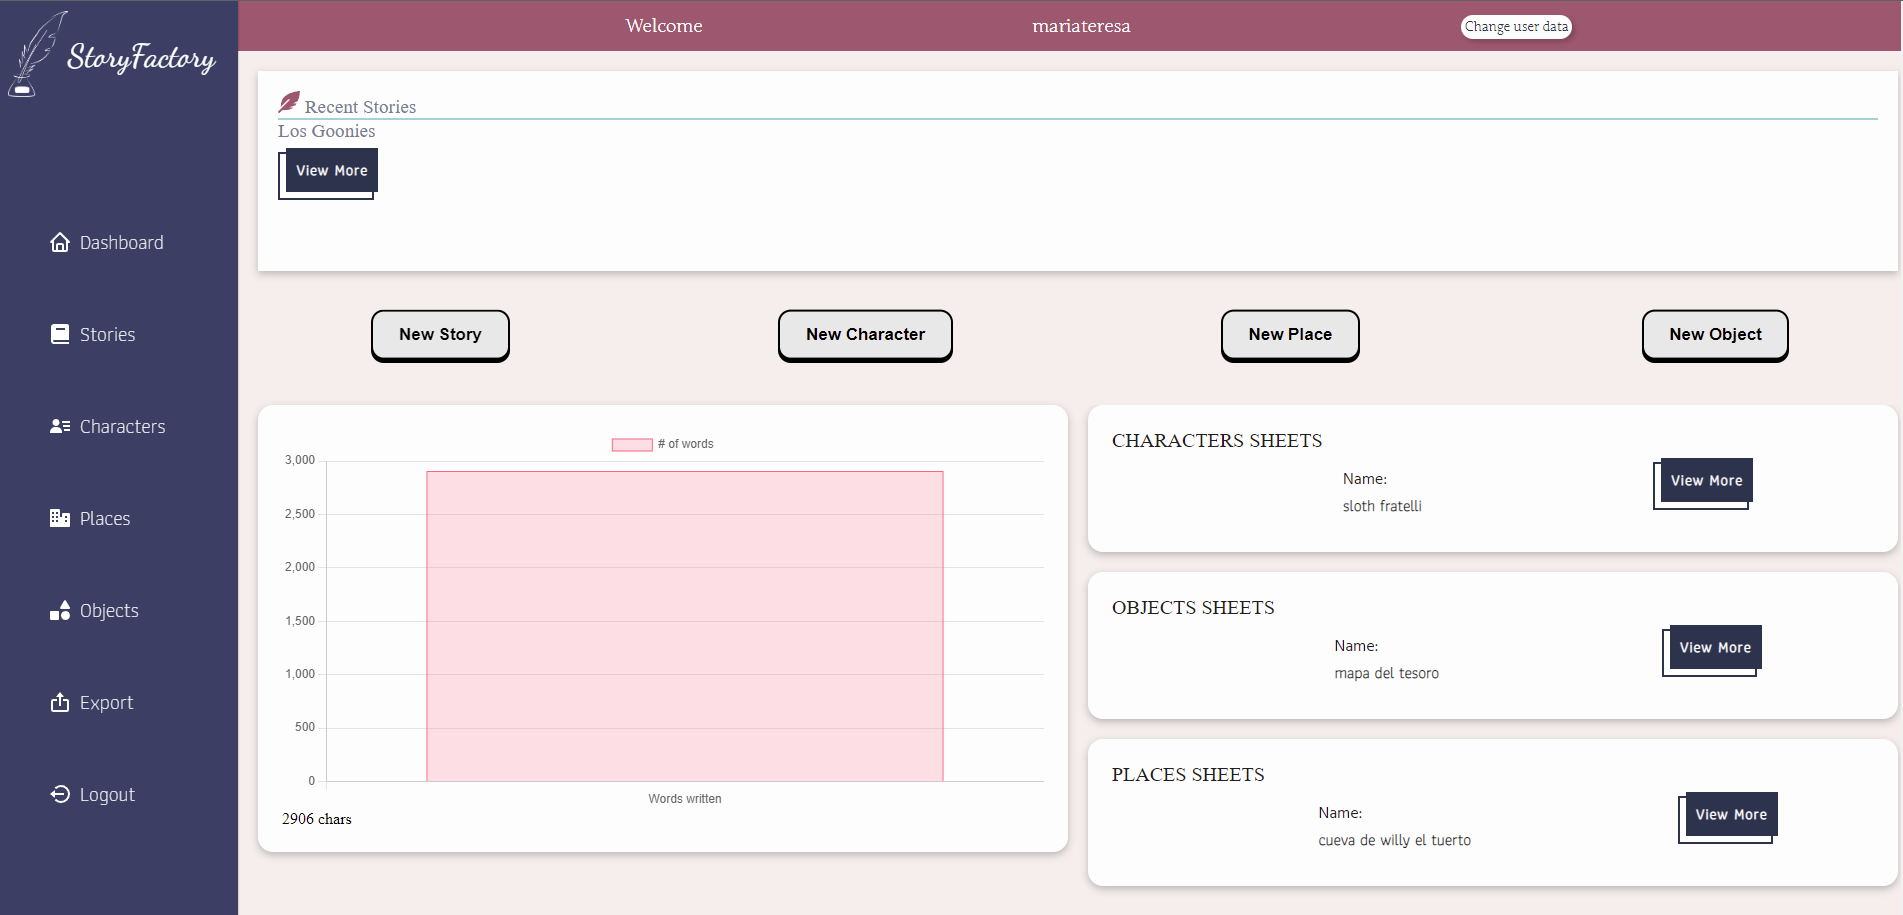 StoryFactory
Welcome
mariateresa
Change user data
Recent Stories
Los Goonies
View More
Dashboard
Stories
Characters
Places
Objects
Export
Logout
New Story
New Character
New Place
New Object
# of words
3,000
2,500
2,000
1,500
1,000
500
0
Words written
2906 chars
CHARACTERS SHEETS
Name:
sloth fratelli
View More
OBJECTS SHEETS
Name:
mapa del tesoro
View More
PLACES SHEETS
Name:
cueva de willy el tuerto
View More